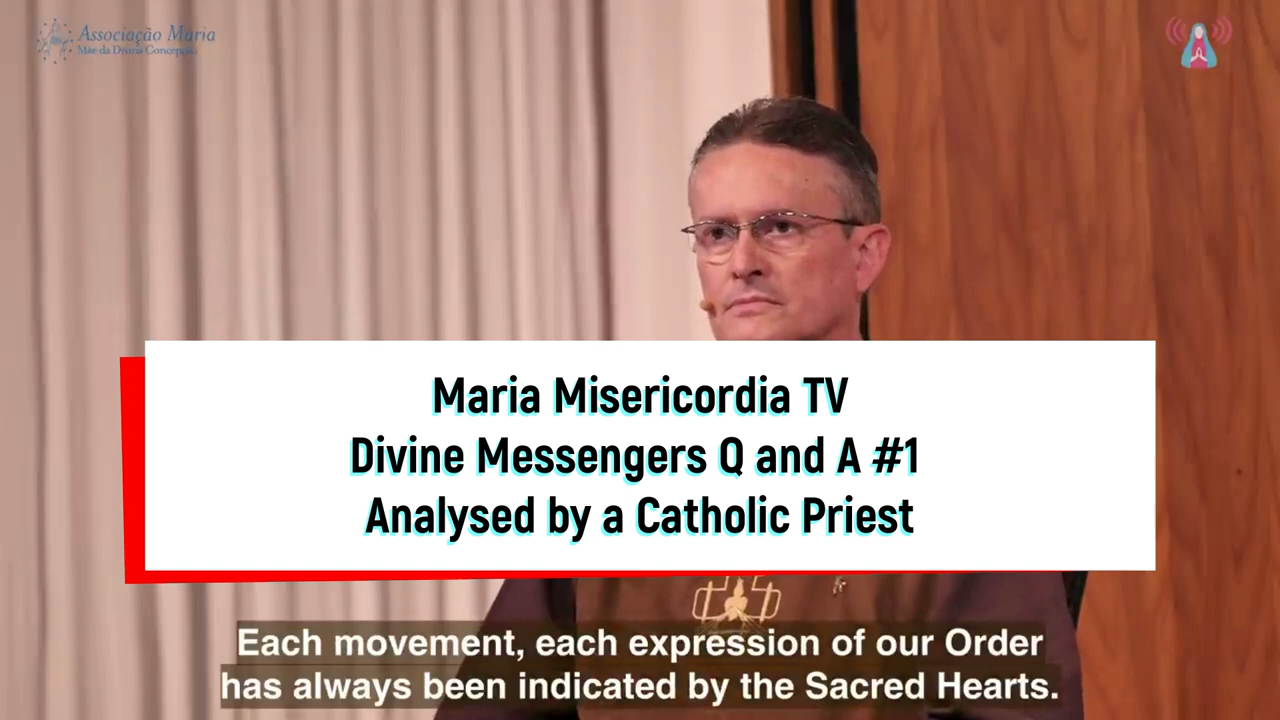 Associação Maria
Mãe da Divina Concepção
Maria Misericordia TV
Divine Messengers Q and A #1
Analysed by a Catholic Priest
Each movement, each expression of our Order
has always been indicated by the Sacred Hearts.